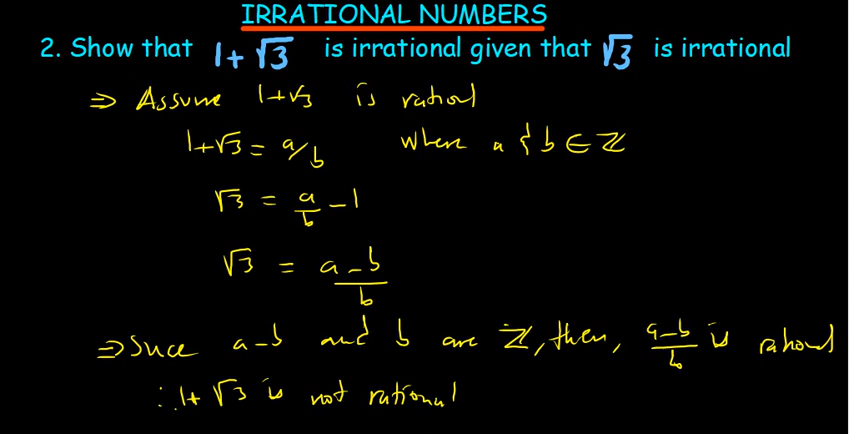 IRRATIONAL NUMBERS
2. Show that 1+√3 is irrational given that √3 is irrational
⇒ Assume 1+√3 is rational
1+√3 = a/b where a & b ∈ ℤ
√3 = a/b - 1
√3 = a-b/b
⇒ Since a-b and b are ℤ, then, a-b/b is rational
∴ 1+√3 is not rational